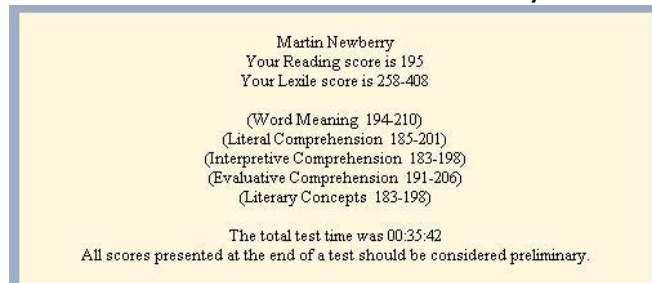 Martin Newberry
Your Reading score is 195
Your Lexile score is 258-408
(Word Meaning 194-210)
(Literal Comprehension 185-201)
(Interpretive Comprehension 183-198)
(Evaluative Comprehension 191-206)
(Literary Concepts 183-198)
The total test time was 00:35:42
All scores presented at the end of a test should be considered preliminary.